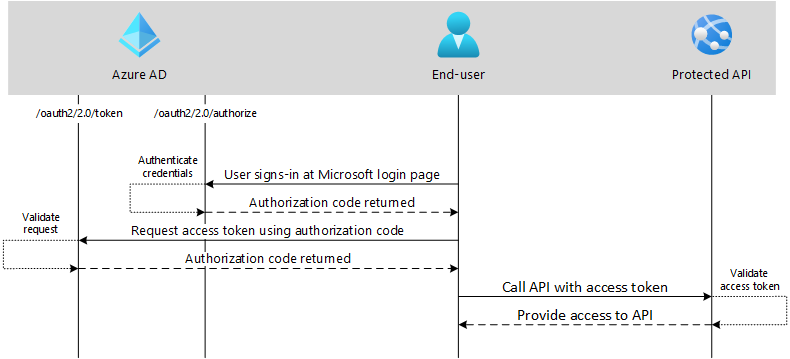 Azure AD
End-user
Protected API
/oauth2/2.0/token
/oauth2/2.0/authorize
Authenticate
credentials
User signs-in at Microsoft login page
Authorization code returned
Validate
request
Request access token using authorization code
Authorization code returned
Call API with access token
Validate
access token
Provide access to API